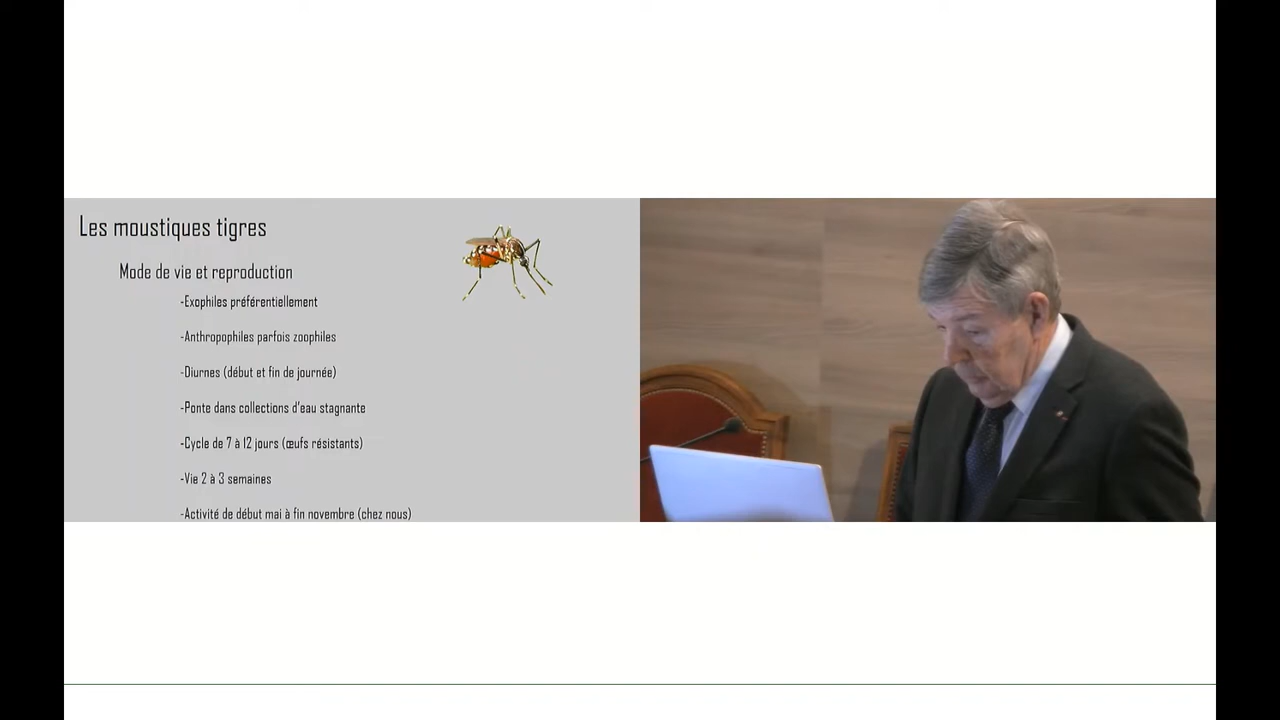 Les moustiques tigres
Mode de vie et reproduction
-Exophiles préférentiellement
-Anthropophiles parfois zoophiles
-Diurnes (début et fin de journée)
-Ponte dans collections d'eau stagnante
-Cycle de 7 à 12 jours (œufs résistants)
-Vie 2 à 3 semaines
-Activité de début mai à fin novembre (chez nous)